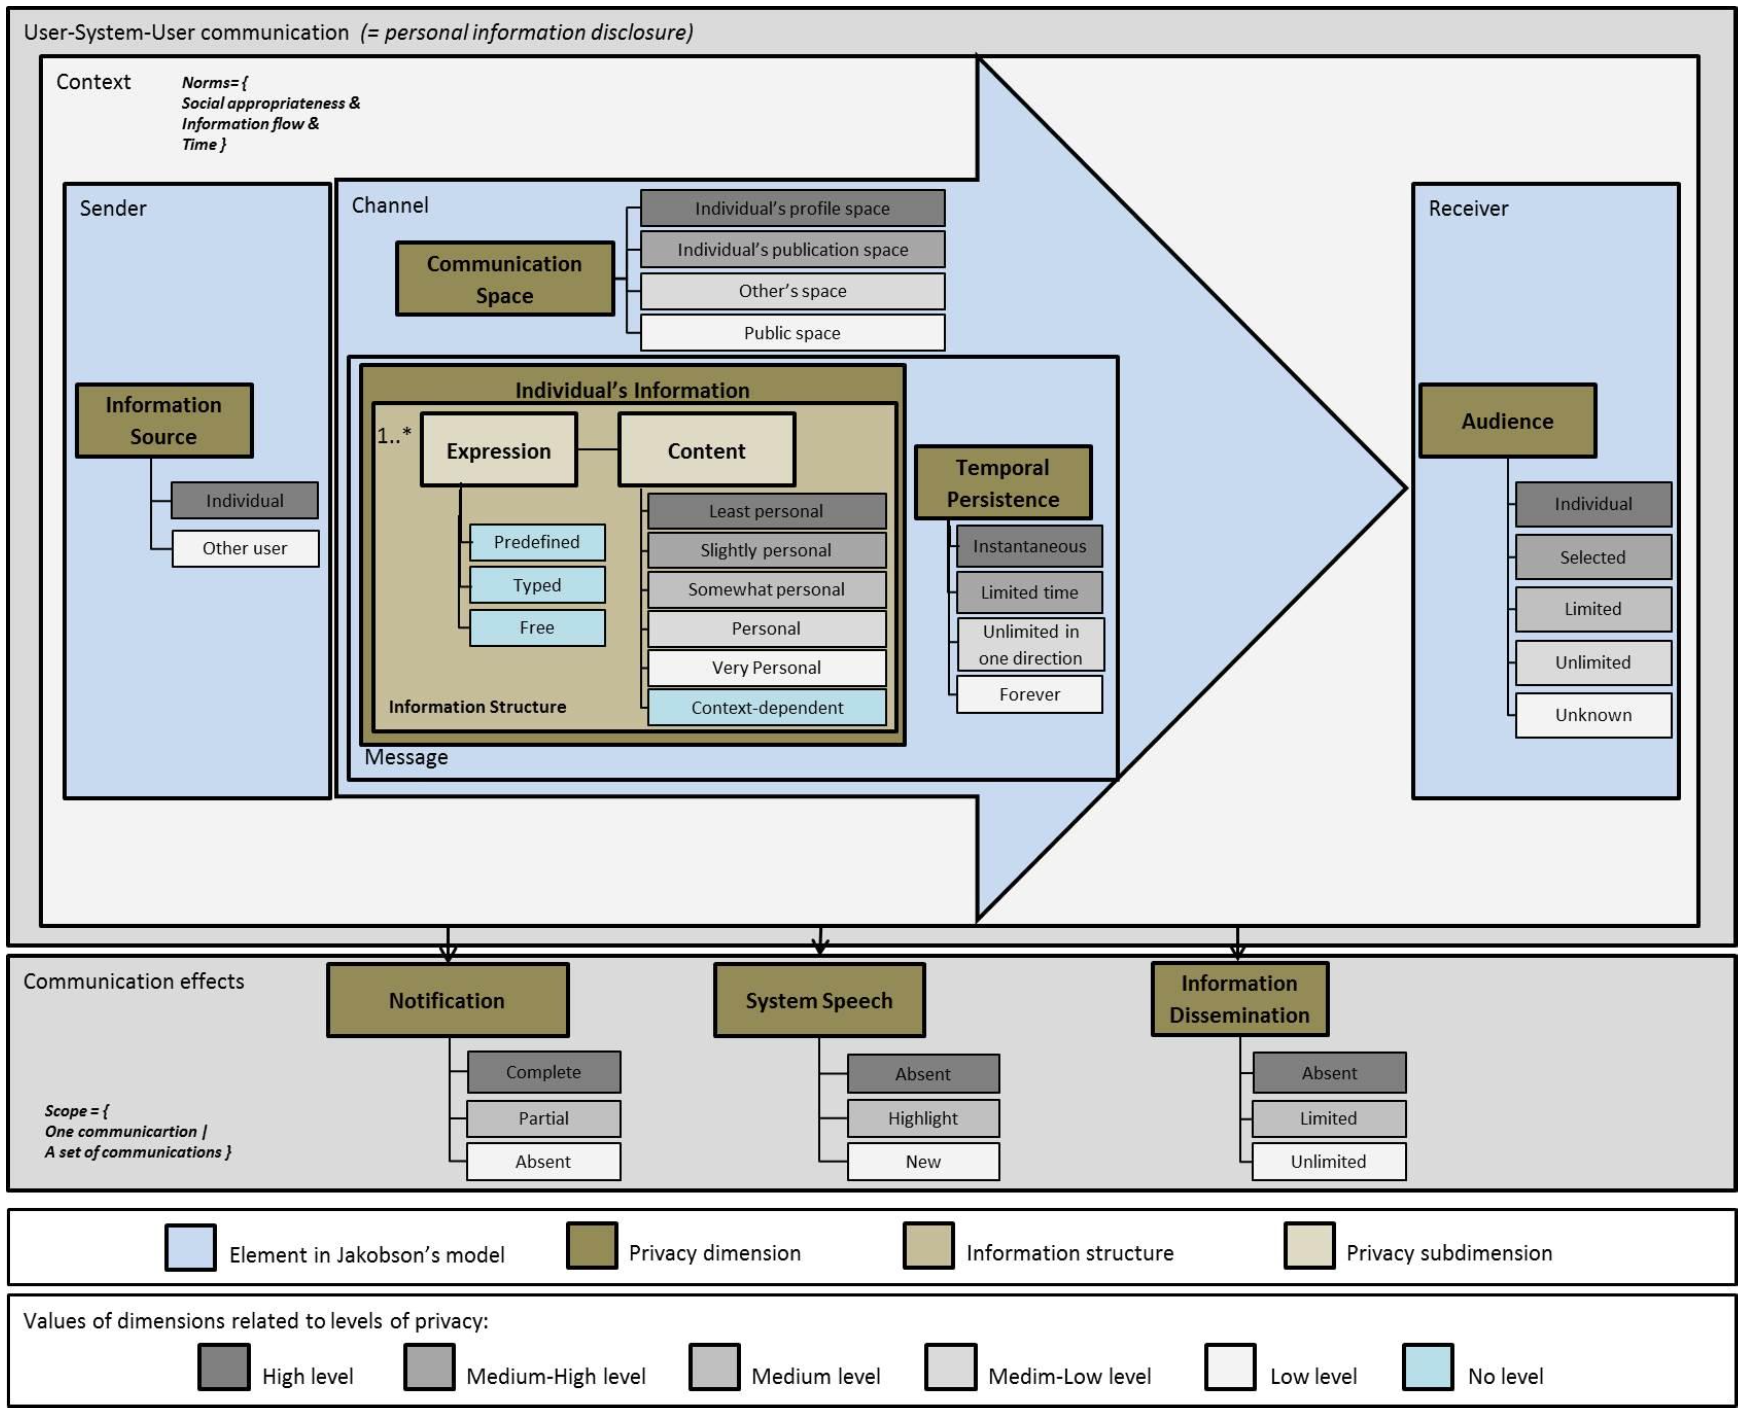 User-System-User communication (= personal information disclosure)
Context
Norms= {
Social appropriateness &
Information flow &
Time }
Sender
Information
Source
Individual
Other user
Channel
Communication
Space
Individual's profile space
Individual's publication space
Other's space
Public space
Individual's Information
1..*
Expression
Content
Predefined
Typed
Free
Least personal
Slightly personal
Somewhat personal
Personal
Very Personal
Context-dependent
Information Structure
Message
Temporal
Persistence
Instantaneous
Limited time
Unlimited in
one direction
Forever
Receiver
Audience
Individual
Selected
Limited
Unlimited
Unknown
Communication effects
Scope = {
One communicartion |
A set of communications }
Notification
Complete
Partial
Absent
System Speech
Absent
Highlight
New
Information
Dissemination
Absent
Limited
Unlimited
Element in Jakobson's model
Privacy dimension
Information structure
Privacy subdimension
Values of dimensions related to levels of privacy:
High level
Medium-High level
Medium level
Medim-Low level
Low level
No level